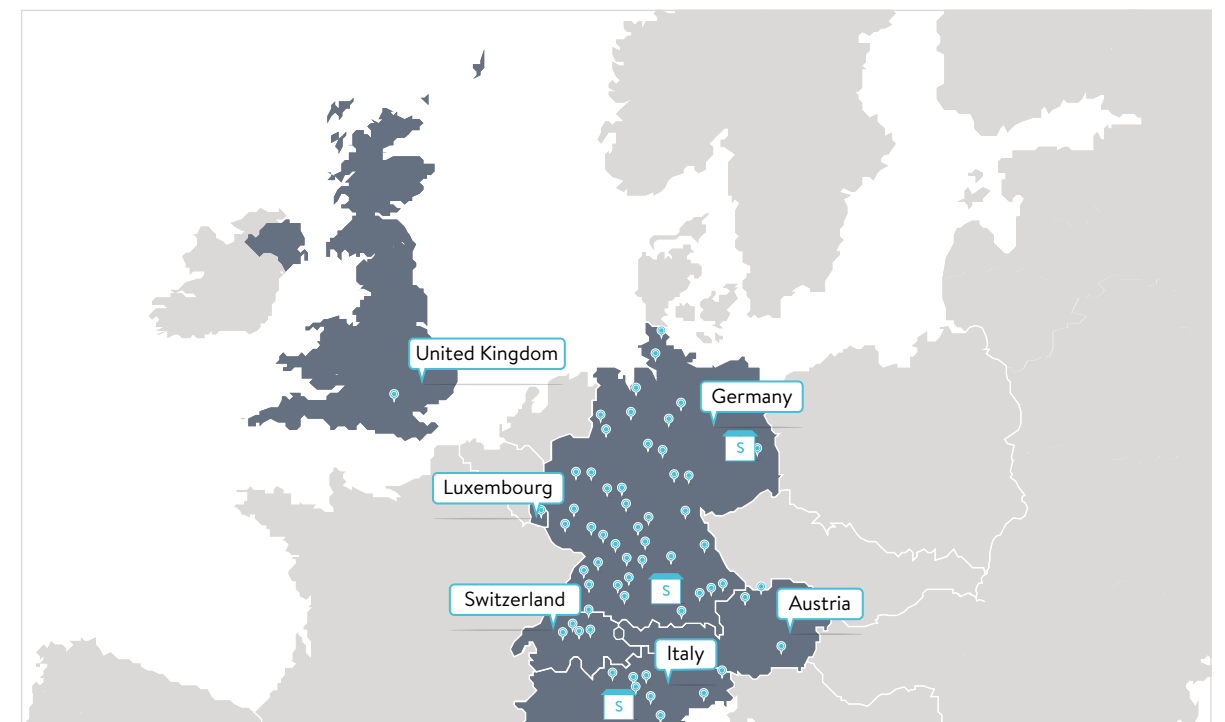 United Kingdom
Germany
S
Luxembourg
S
Switzerland
Austria
Italy
S